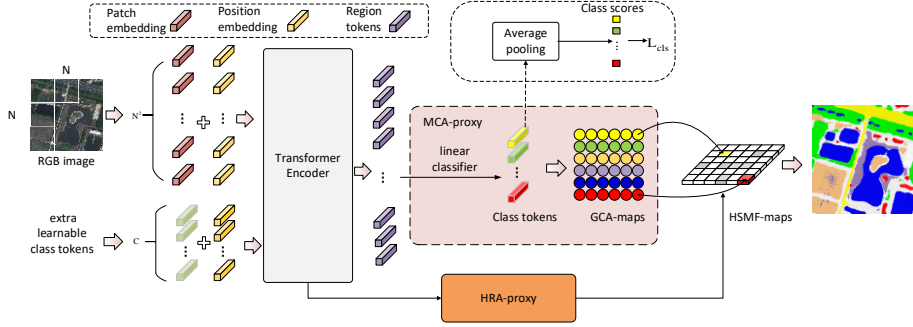 Patch embedding
Position embedding
Region tokens
Class scores
Average pooling
L_cls
N
N
RGB image
N²
...
+
...
Transformer Encoder
...
MCA-proxy
linear classifier
...
Class tokens
GCA-maps
HSMF-maps
extra learnable class tokens
C
+
...
HRA-proxy